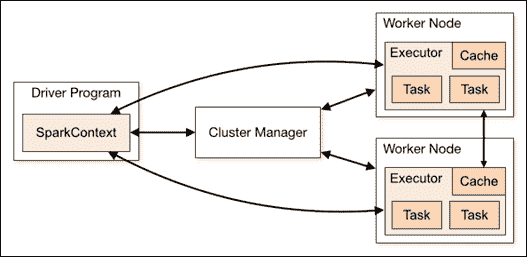 Driver Program
SparkContext
Cluster Manager
Worker Node
Executor
Cache
Task
Task
Worker Node
Executor
Cache
Task
Task